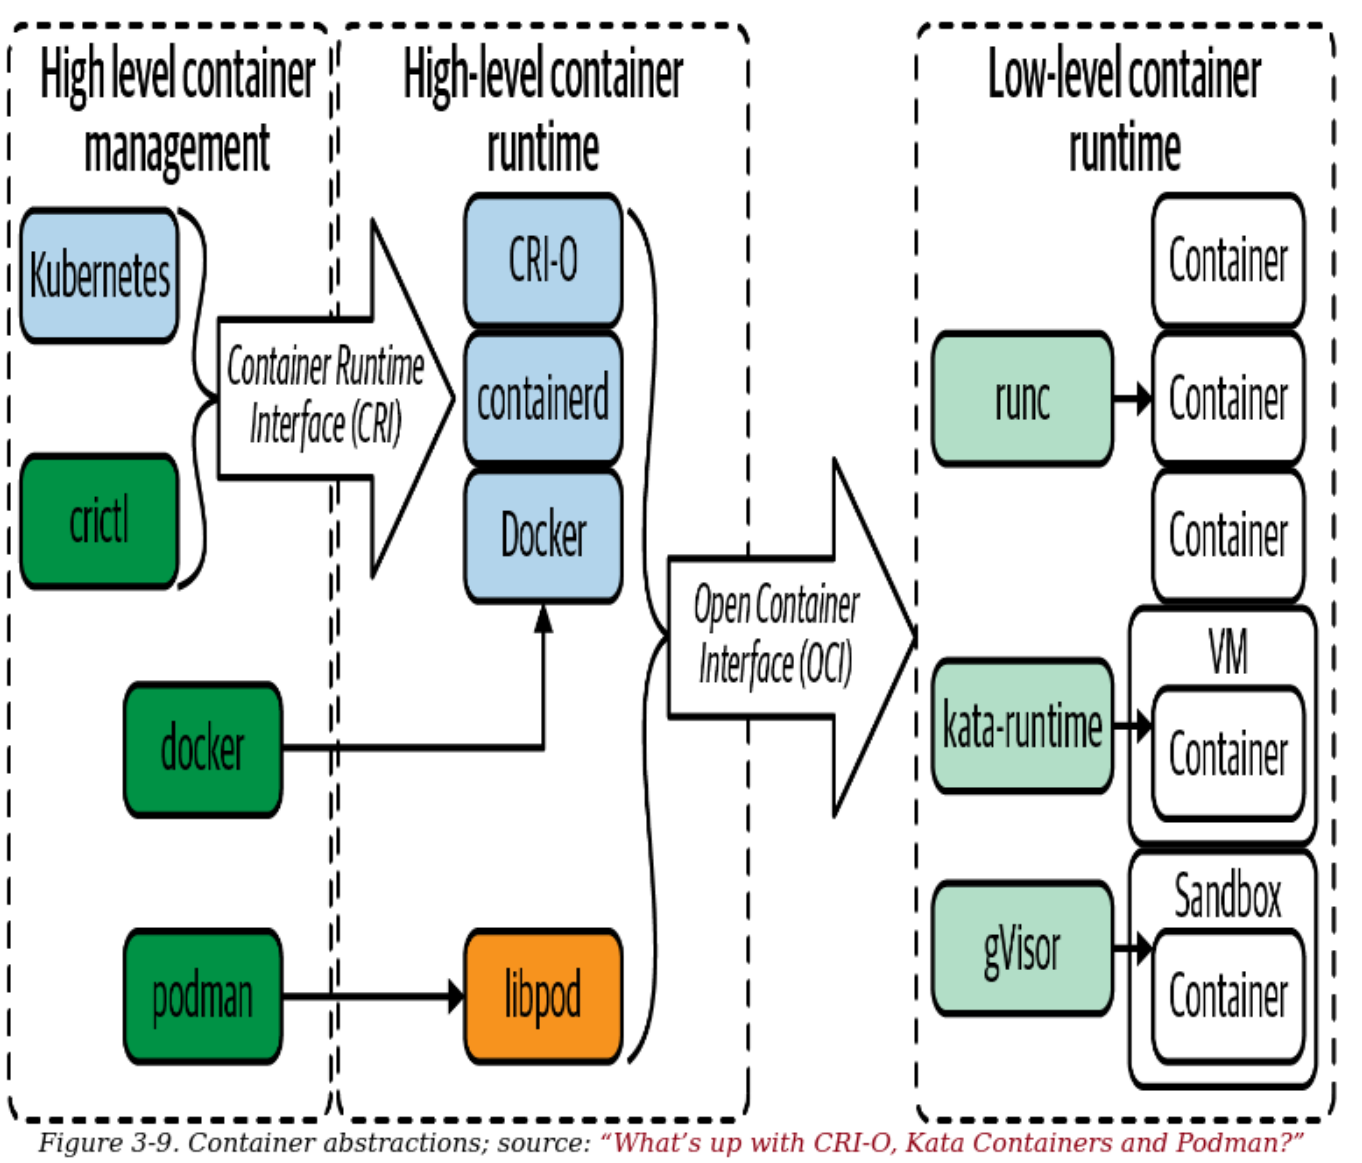 High level container
management
Kubernetes
crictl
docker
podman
Container Runtime
Interface (CRI)
High-level container
runtime
CRI-O
containerd
Docker
libpod
Open Container
Interface (OCI)
Low-level container
runtime
runc
Container
Container
Container
kata-runtime
VM
Container
gVisor
Sandbox
Container
Figure 3-9. Container abstractions; source: “What’s up with CRI-O, Kata Containers and Podman?”